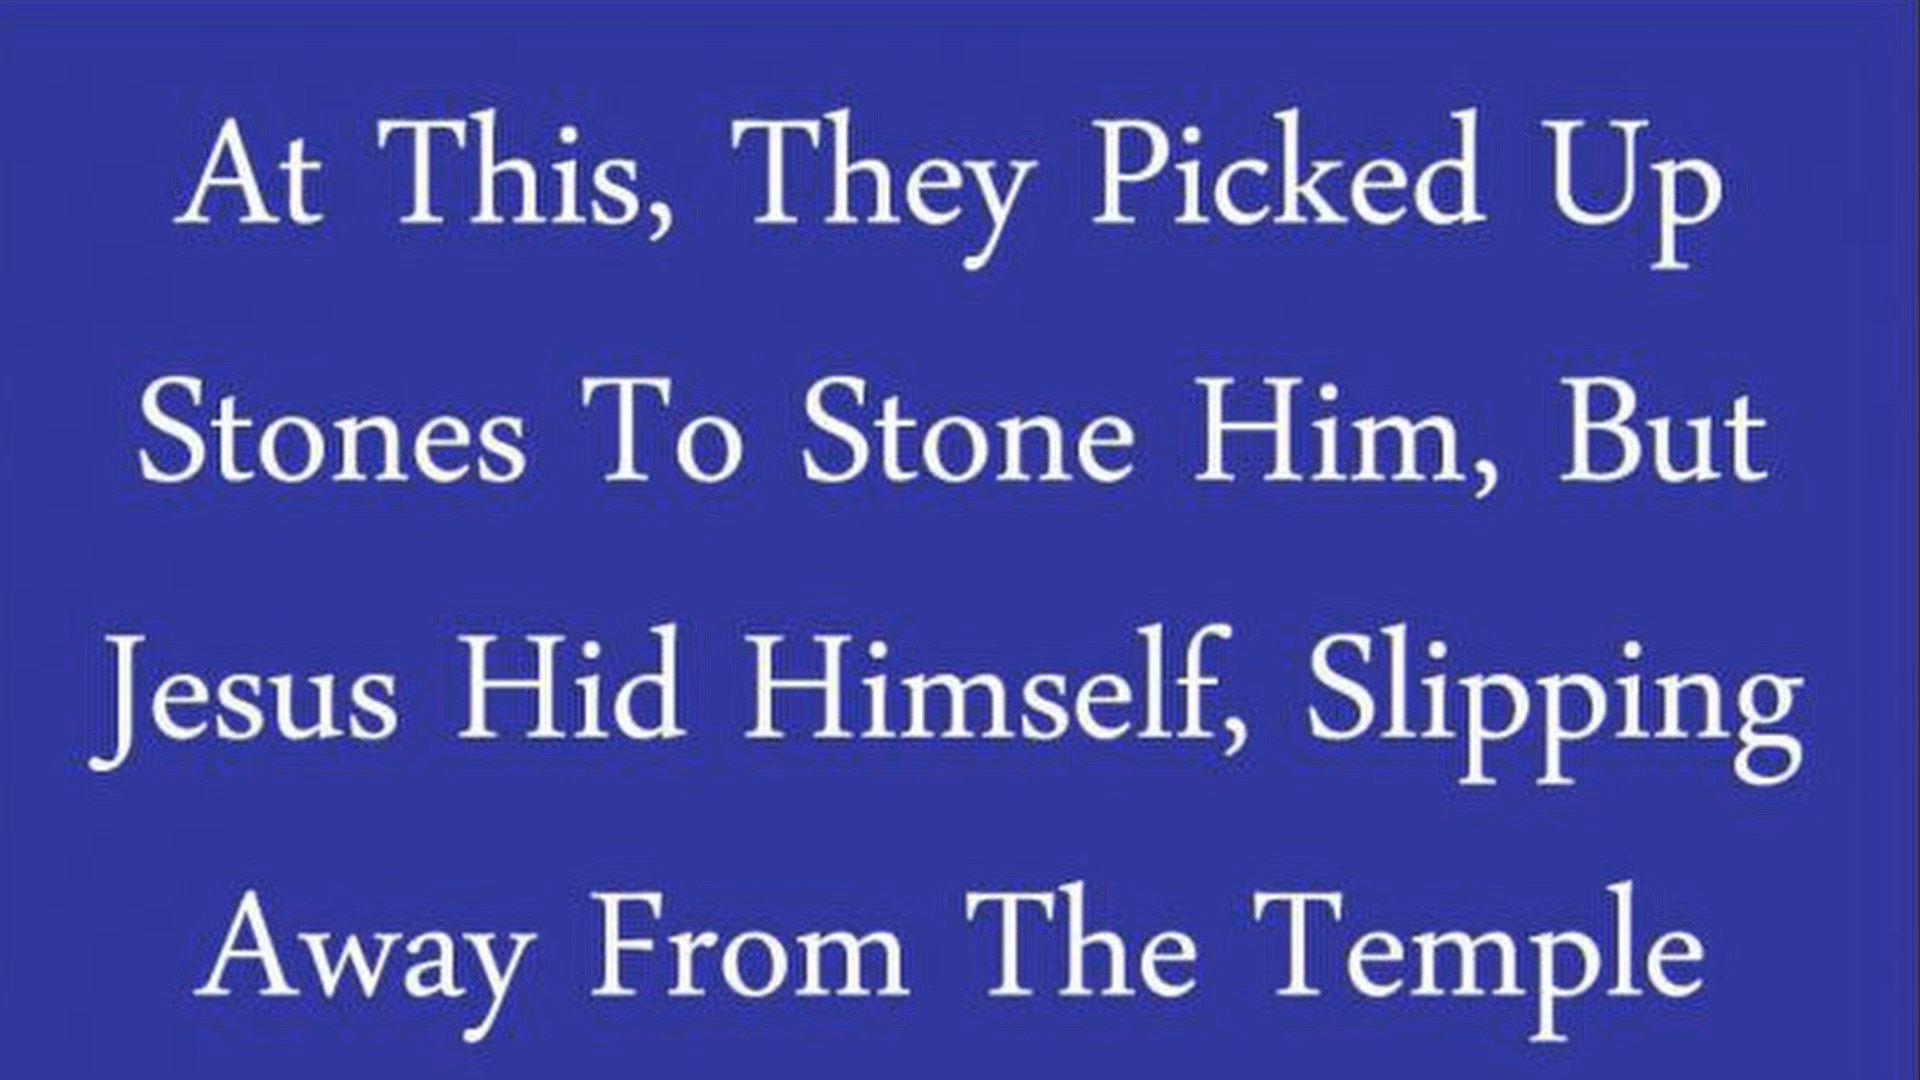 At This, They Picked Up
Stones To Stone Him, But
Jesus Hid Himself, Slipping
Away From The Temple